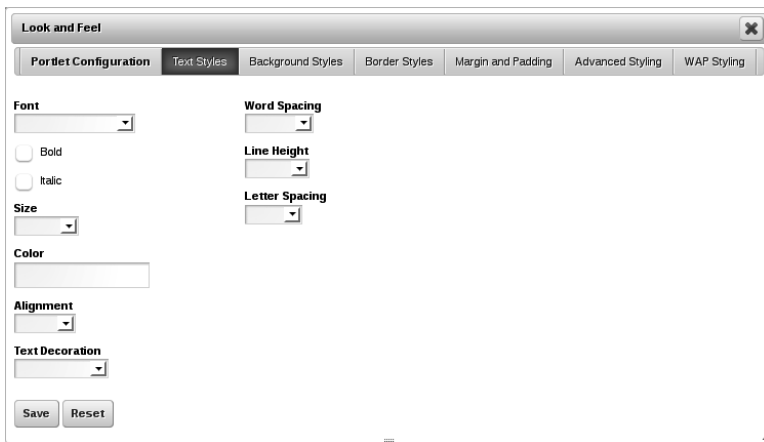 Look and Feel
Portlet Configuration Text Styles Background Styles Border Styles Margin and Padding Advanced Styling WAP Styling
Font
Bold
Italic
Size
Color
Alignment
Text Decoration
Word Spacing
Line Height
Letter Spacing
Save Reset